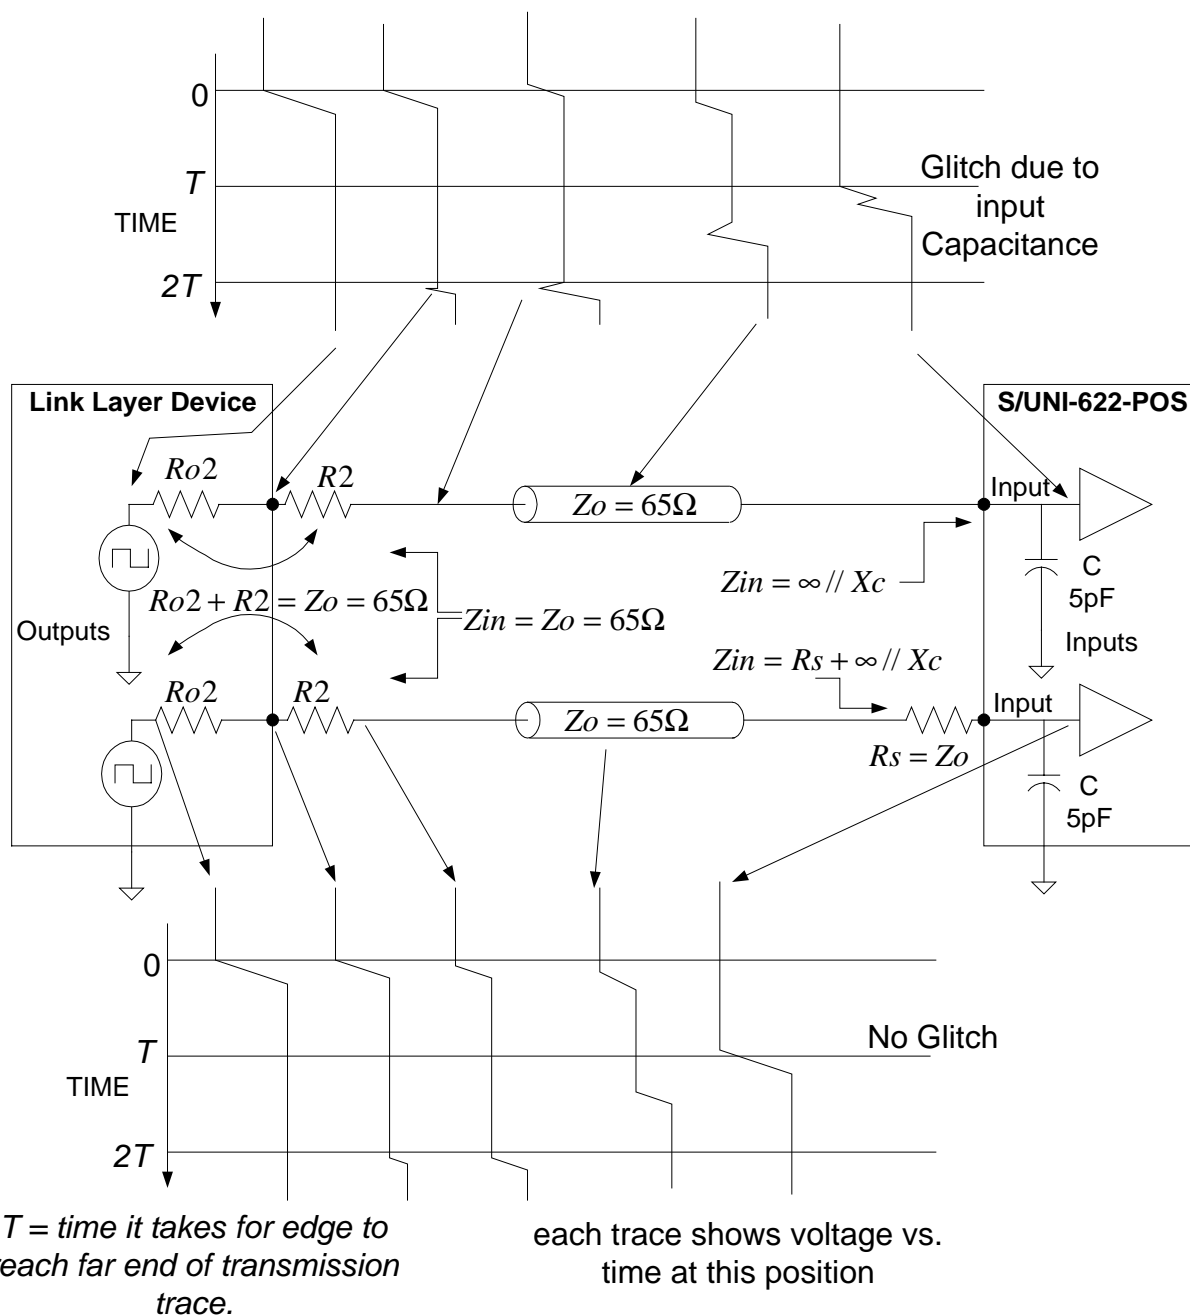 0
T
TIME
2T
Glitch due to
input
Capacitance
Link Layer Device
S/UNI-622-POS
Ro2
R2
Zo = 65Ω
Input
Zin = ∞ // Xc
C
5pF
Ro2 + R2 = Zo = 65Ω
Zin = Zo = 65Ω
Outputs
Inputs
Zin = Rs + ∞ // Xc
Ro2
R2
Zo = 65Ω
Input
Rs = Zo
C
5pF
0
T
TIME
2T
No Glitch
T = time it takes for edge to
each far end of transmission
trace.
each trace shows voltage vs.
time at this position